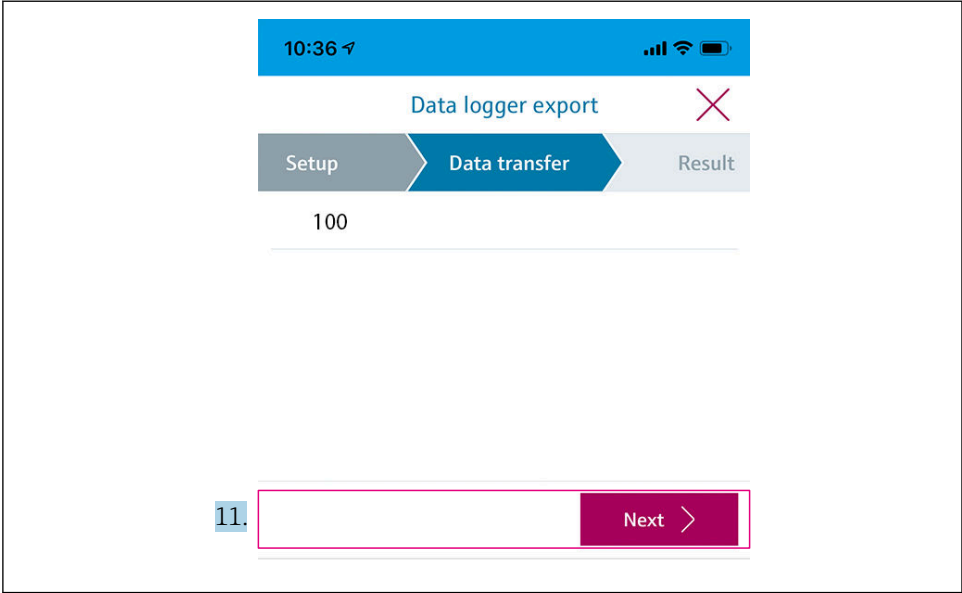 10:36
Data logger export
Setup Data transfer Result
100
11. Next